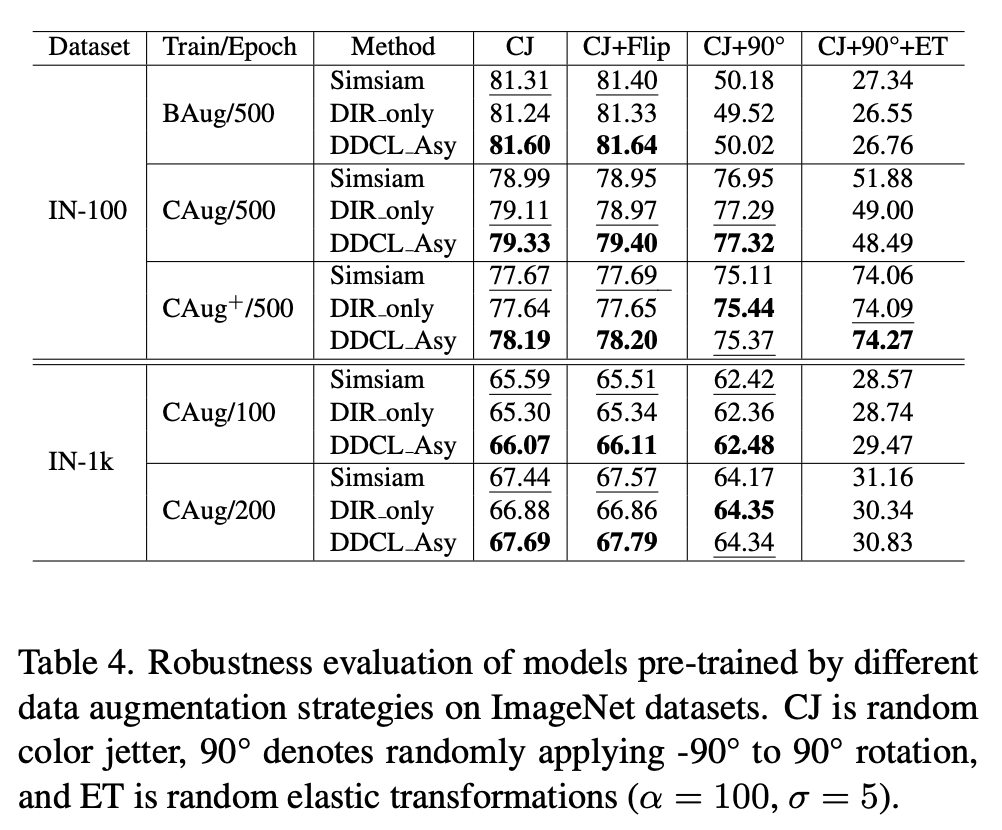 Dataset Train/Epoch Method CJ CJ+Flip CJ+90° CJ+90°+ET
Simsiam 81.31 81.40 50.18 27.34
BAug/500 DIR_only 81.24 81.33 49.52 26.55
DDCL_Asy 81.60 81.64 50.02 26.76
Simsiam 78.99 78.95 76.95 51.88
IN-100 CAug/500 DIR_only 79.11 78.97 77.29 49.00
DDCL_Asy 79.33 79.40 77.32 48.49
Simsiam 77.67 77.69 75.11 74.06
CAug⁺/500 DIR_only 77.64 77.65 75.44 74.09
DDCL_Asy 78.19 78.20 75.37 74.27
Simsiam 65.59 65.51 62.42 28.57
CAug/100 DIR_only 65.30 65.34 62.36 28.74
DDCL_Asy 66.07 66.11 62.48 29.47
IN-1k
Simsiam 67.44 67.57 64.17 31.16
CAug/200 DIR_only 66.88 66.86 64.35 30.34
DDCL_Asy 67.69 67.79 64.34 30.83
Table 4. Robustness evaluation of models pre-trained by different
data augmentation strategies on ImageNet datasets. CJ is random
color jetter, 90° denotes randomly applying -90° to 90° rotation,
and ET is random elastic transformations (α = 100, σ = 5).